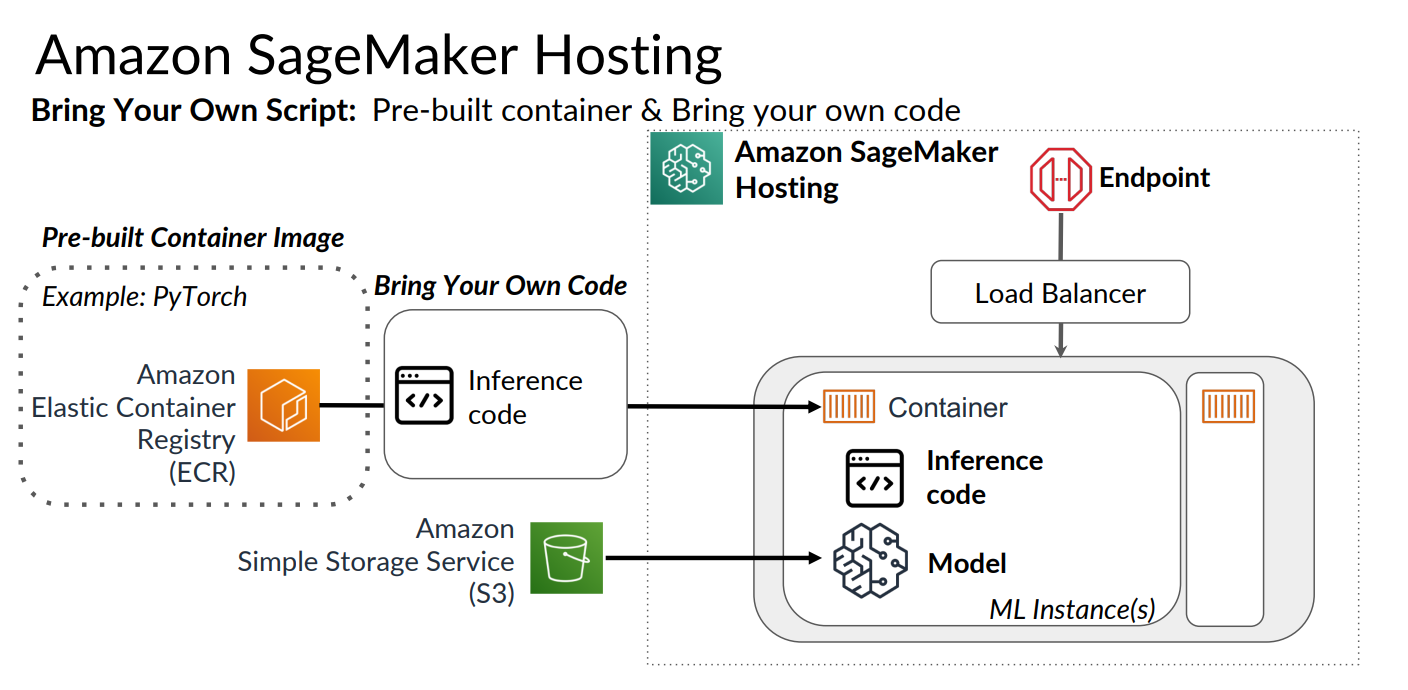 Amazon SageMaker Hosting
Bring Your Own Script: Pre-built container & Bring your own code
Amazon SageMaker
Hosting
Endpoint
Pre-built Container Image
Example: PyTorch
Bring Your Own Code
Load Balancer
Amazon
Elastic Container
Registry
(ECR)
Inference
code
Container
Inference
code
Amazon
Simple Storage Service
(S3)
Model
ML Instance(s)